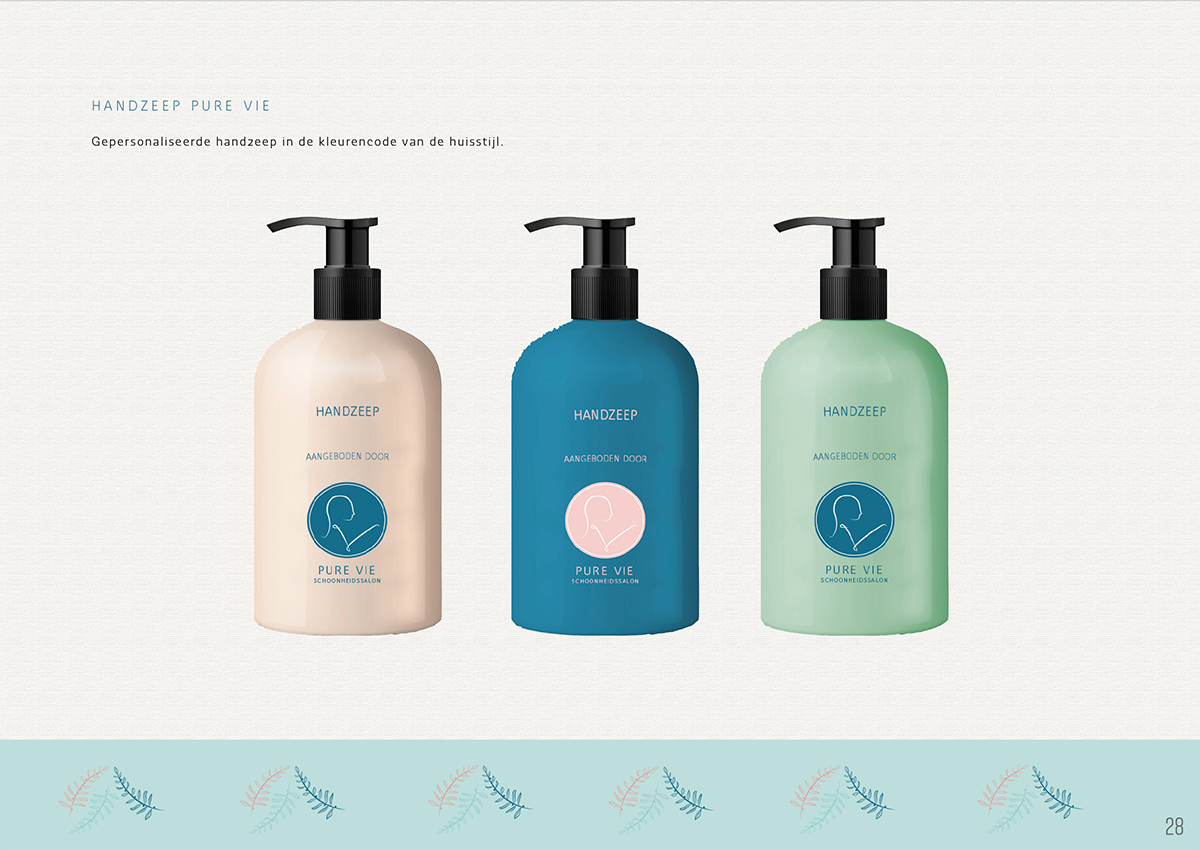 HANDZEEP PURE VIE
Gepersonaliseerde handzeep in de kleurencode van de huisstijl.
HANDZEEP
AANGEBODEN DOOR
PURE VIE
SCHOONHEIDSSALON
HANDZEEP
AANGEBODEN DOOR
PURE VIE
SCHOONHEIDSSALON
HANDZEEP
AANGEBODEN DOOR
PURE VIE
SCHOONHEIDSSALON
28